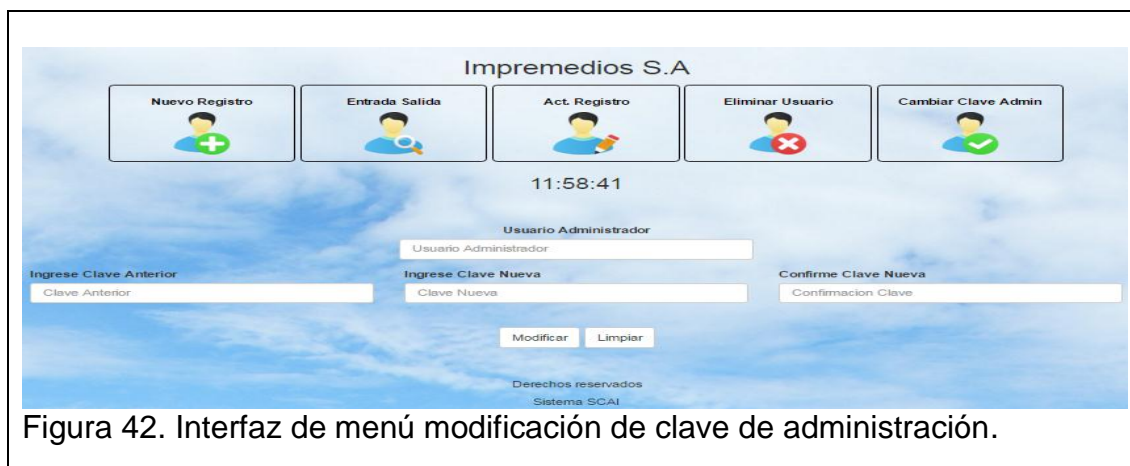 Impremedios S.A
Nuevo Registro
Entrada Salida
Act. Registro
Eliminar Usuario
Cambiar Clave Admin
11:58:41
Usuario Administrador
Usuario Administrador
Ingrese Clave Anterior
Ingrese Clave Nueva
Confirme Clave Nueva
Clave Anterior
Clave Nueva
Confirmacion Clave
Modificar
Limpiar
Derechos reservados
Sistema SCAI
Figura 42. Interfaz de menú modificación de clave de administración.